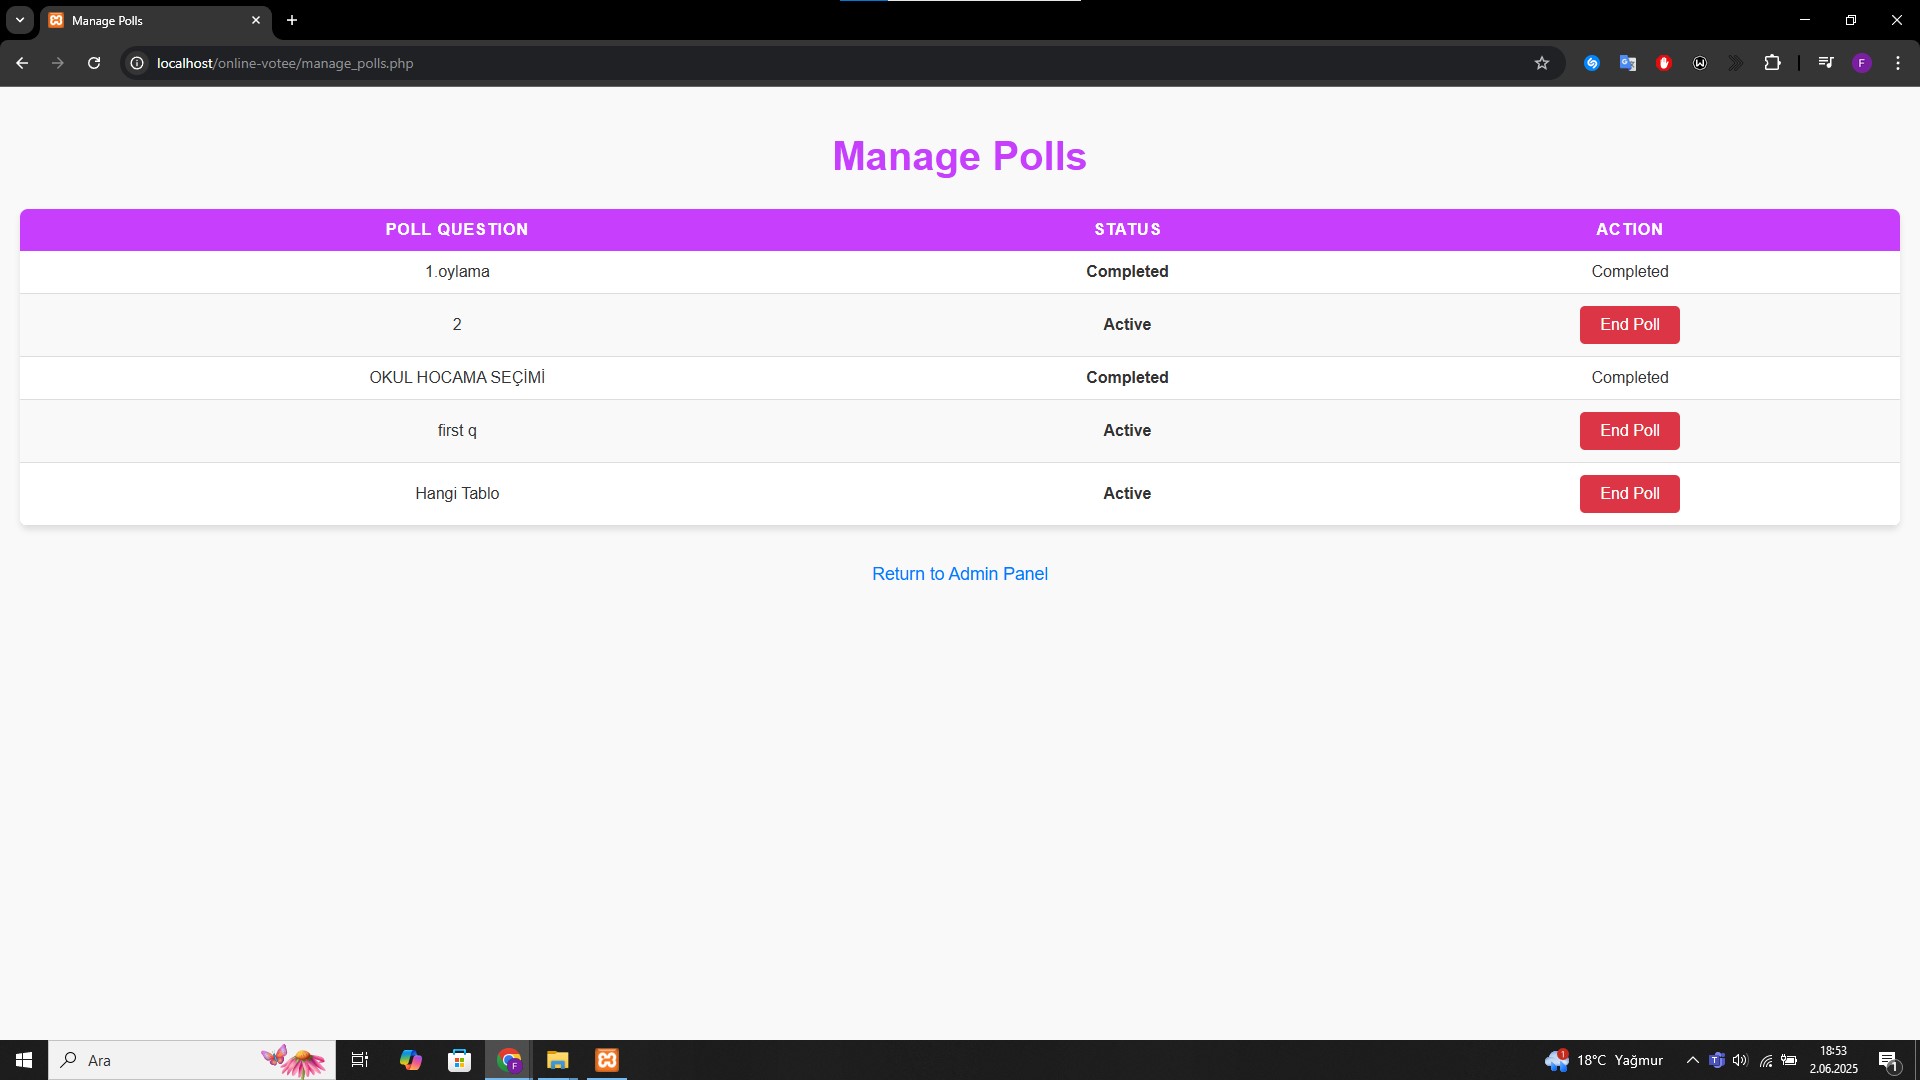 Manage Polls
localhost/online-votee/manage_polls.php
F
Manage Polls
POLL QUESTION STATUS ACTION
1.oylama Completed Completed
2 Active End Poll
OKUL HOCAMA SEÇİMİ Completed Completed
first q Active End Poll
Hangi Tablo Active End Poll
Return to Admin Panel
Ara
1
18°C Yağmur
18:53
2.06.2025
1